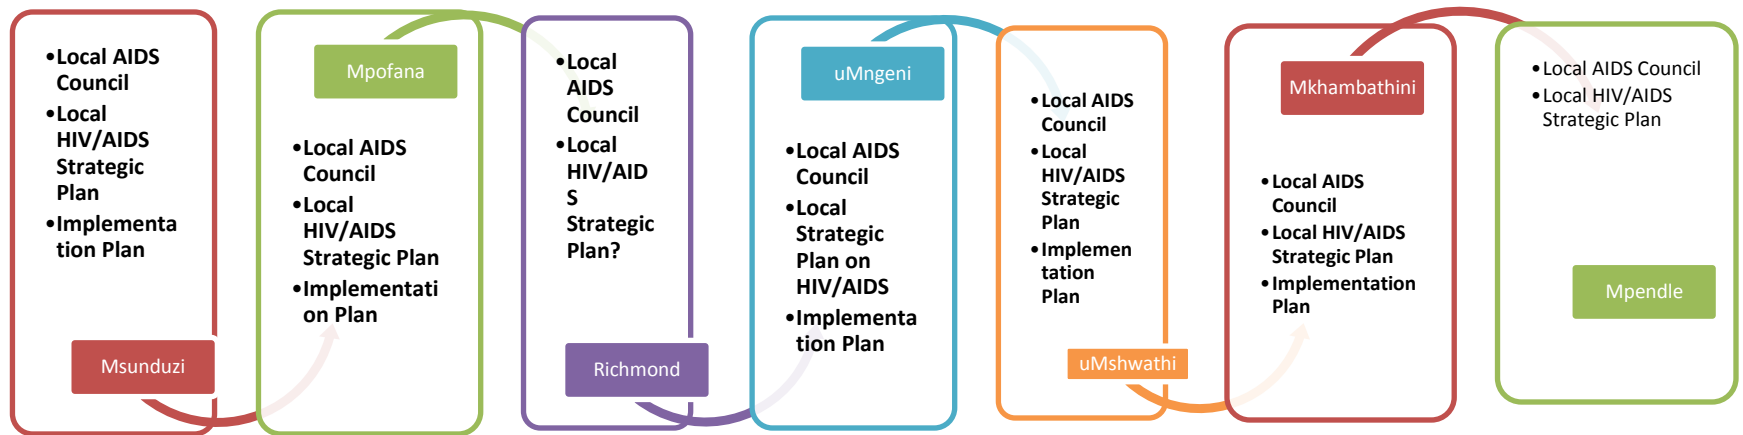 •Local AIDS
Council
•Local
HIV/AIDS
Strategic
Plan
•Implementa
tion Plan
Msunduzi
Mpofana
•Local AIDS
Council
•Local
HIV/AIDS
Strategic Plan
•Implementati
on Plan
•Local
AIDS
Council
•Local
HIV/AID
S
Strategic
Plan?
Richmond
uMngeni
•Local AIDS
Council
•Local
Strategic
Plan on
HIV/AIDS
•Implementa
tion Plan
•Local AIDS
Council
•Local
HIV/AIDS
Strategic
Plan
•Implemen
tation
Plan
uMshwathi
Mkhambathini
•Local AIDS
Council
•Local HIV/AIDS
Strategic Plan
•Implementation
Plan
•Local AIDS Council
•Local HIV/AIDS
Strategic Plan
Mpendle